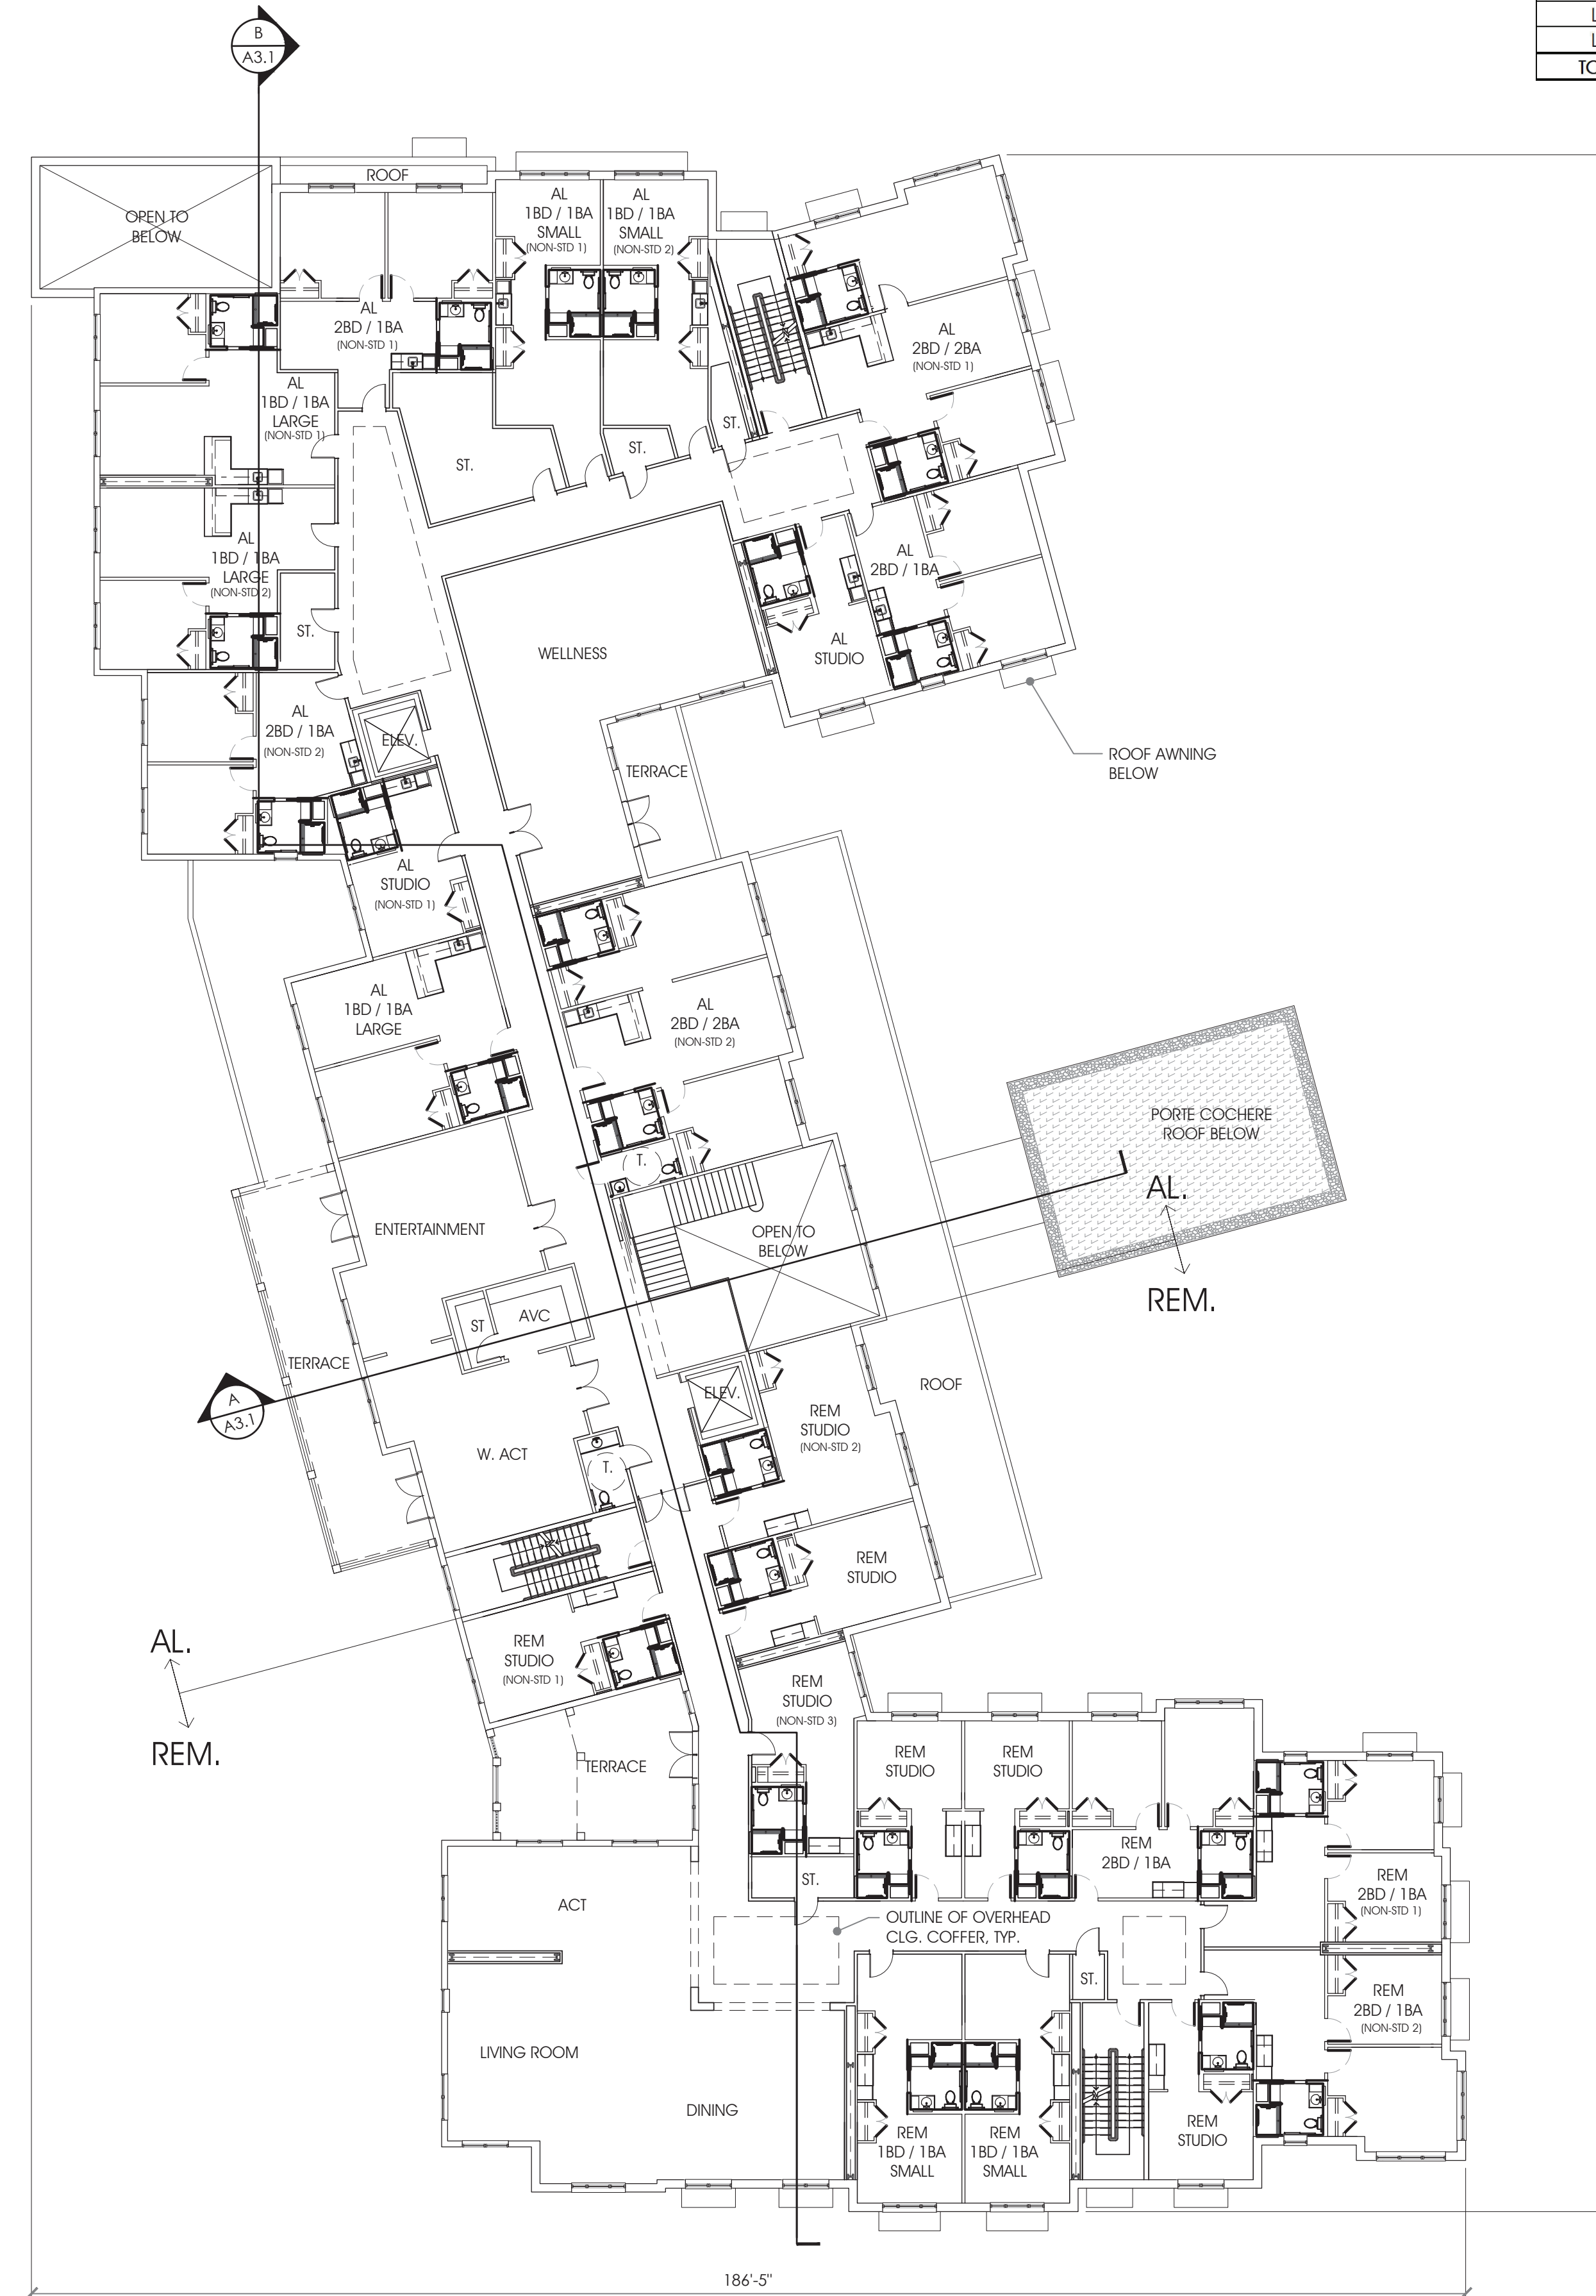 B
A3.1
L
L
TO
ROOF
OPEN TO
BELOW
AL
1BD / 1BA
SMALL
(NON-STD 1)
AL
1BD / 1BA
SMALL
(NON-STD 2)
AL
2BD / 1BA
(NON-STD 1)
AL
2BD / 2BA
(NON-STD 1)
AL
1BD / 1BA
LARGE
(NON-STD 1)
ST.
ST.
ST.
AL
1BD / 1BA
LARGE
(NON-STD 2)
ST.
AL
2BD / 1BA
AL
STUDIO
WELLNESS
AL
2BD / 1BA
(NON-STD 2)
ELEV.
TERRACE
ROOF AWNING
BELOW
AL
STUDIO
(NON-STD 1)
AL
1BD / 1BA
LARGE
AL
2BD / 2BA
(NON-STD 2)
PORTE COCHERE
ROOF BELOW
T.
AL.
REM.
ENTERTAINMENT
OPEN TO
BELOW
ST
AVC
TERRACE
A
A3.1
ELEV.
ROOF
REM
STUDIO
(NON-STD 2)
W. ACT
T.
REM
STUDIO
AL.
REM.
REM
STUDIO
(NON-STD 1)
REM
STUDIO
(NON-STD 3)
TERRACE
REM
STUDIO
REM
STUDIO
REM
2BD / 1BA
REM
2BD / 1BA
(NON-STD 1)
ST.
ACT
OUTLINE OF OVERHEAD
CLG. COFFER, TYP.
ST.
REM
2BD / 1BA
(NON-STD 2)
LIVING ROOM
DINING
REM
1BD / 1BA
SMALL
REM
1BD / 1BA
SMALL
REM
STUDIO
186'-5"